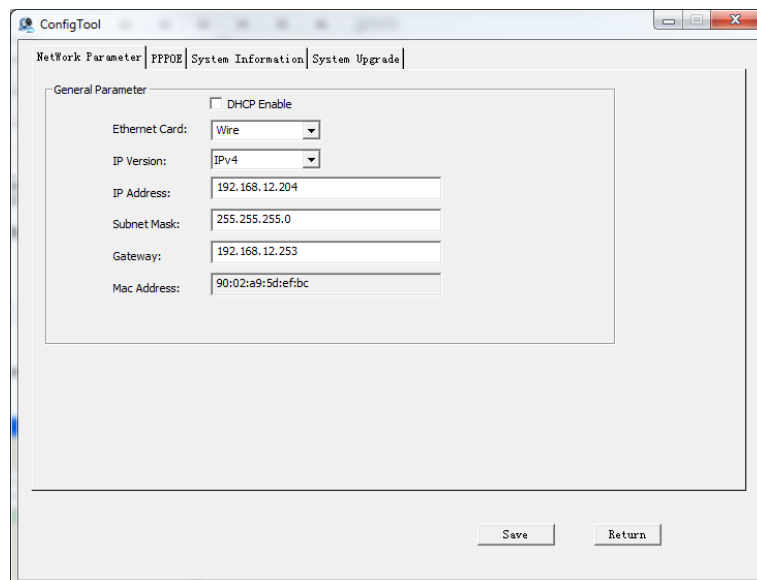 ConfigTool
NetWork Parameter PPPOE System Information System Upgrade
General Parameter
DHCP Enable
Ethernet Card: Wire
IP Version: IPv4
IP Address: 192.168.12.204
Subnet Mask: 255.255.255.0
Gateway: 192.168.12.253
Mac Address: 90:02:a9:5d:ef:bc
Save Return